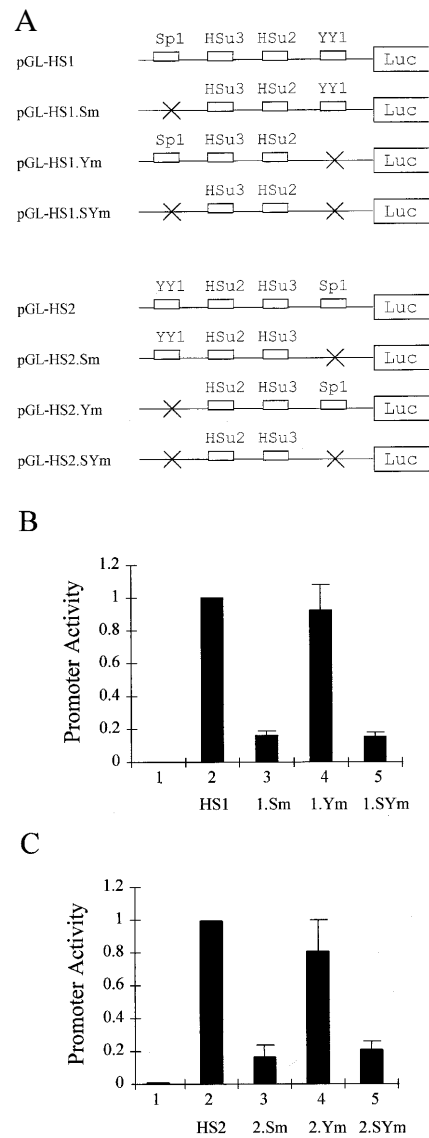 A
Sp1 HSu3 HSu2 YY1
pGL-HS1 Luc
HSu3 HSu2 YY1
pGL-HS1.Sm Luc
Sp1 HSu3 HSu2
pGL-HS1.Ym Luc
HSu3 HSu2
pGL-HS1.SYm Luc
YY1 HSu2 HSu3 Sp1
pGL-HS2 Luc
YY1 HSu2 HSu3
pGL-HS2.Sm Luc
HSu2 HSu3 Sp1
pGL-HS2.Ym Luc
HSu2 HSu3
pGL-HS2.SYm Luc
B
Promoter Activity
1.2
1
0.8
0.6
0.4
0.2
0
1 2 3 4 5
HS1 1.Sm 1.Ym 1.SYm
C
Promoter Activity
1.2
1
0.8
0.6
0.4
0.2
0
1 2 3 4 5
HS2 2.Sm 2.Ym 2.SYm